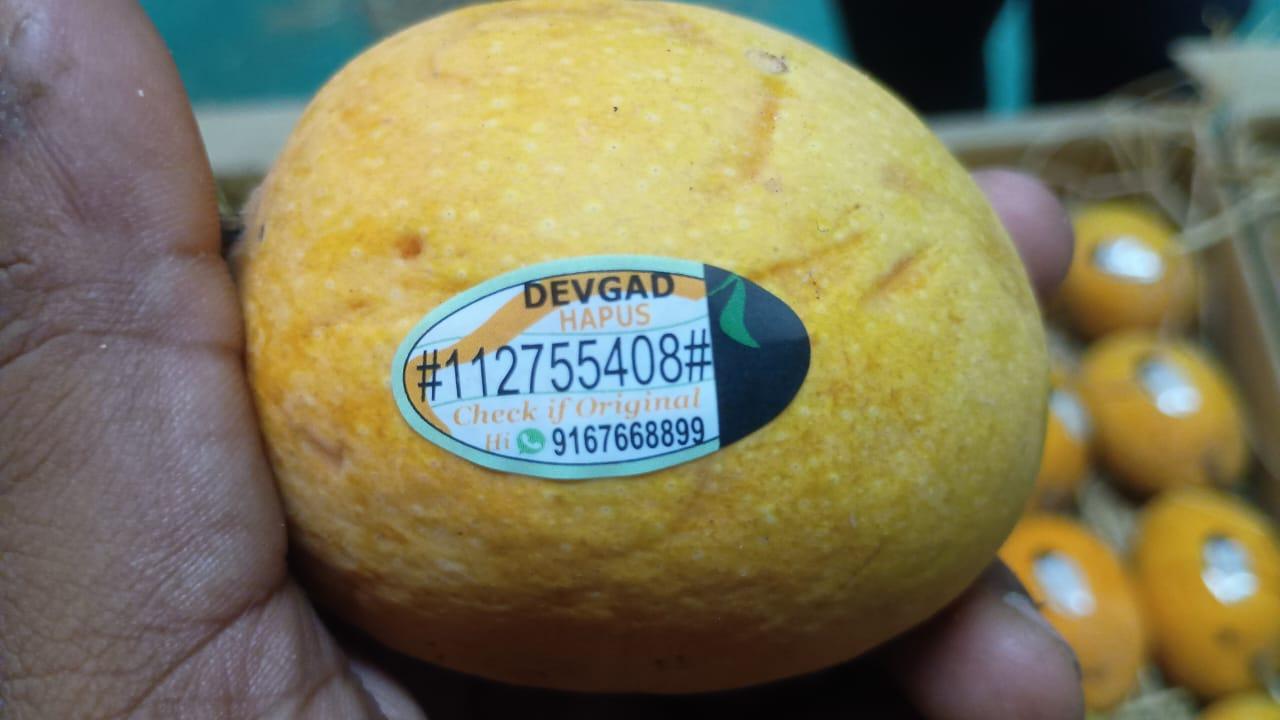 DEVGAD
HAPUS
#112755408#
Check if Original
Hi 9167668899